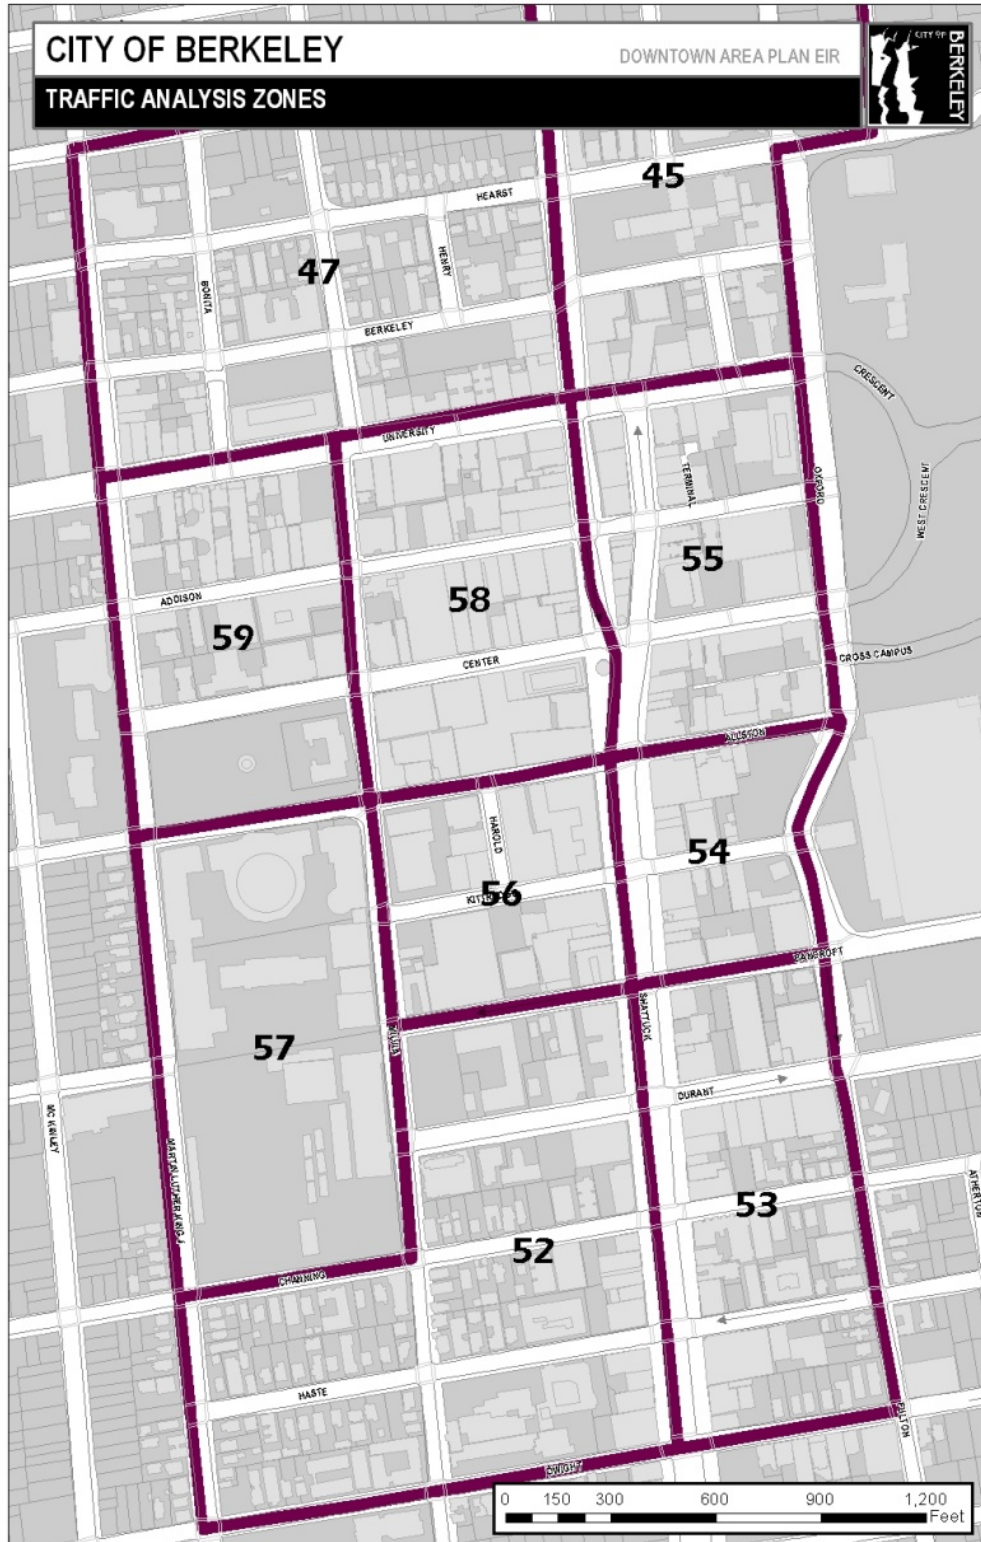 CITY OF BERKELEY
DOWNTOWN AREA PLAN EIR
CITY OF
BERKELEY
TRAFFIC ANALYSIS ZONES
45
HEARST
HENRY
47
BONITA
BERKELEY
CRESCENT
UNIVERSITY
TERMINAL
OXFORD
WEST CRESCENT
55
58
ADDISON
59
CENTER
CROSS CAMPUS
ALLSTON
HAROLD
54
56
BANCROFT
SHATTUCK
57
DURANT
MC KINLEY
MARTIN LUTHER KING J
ATHERTON
53
52
CHANNING
HASTE
FULTON
DWIGHT
0 150 300 600 900 1,200
Feet